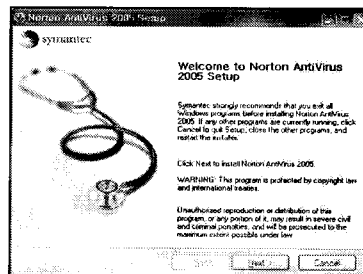 Norton AntiVirus 2005 Setup
symantec
Welcome to Norton AntiVirus
2005 Setup
Symantec strongly recommends that you exit all
Windows programs before installing Norton AntiVirus
2005. If any other programs are currently running, click
Cancel to quit Setup, close the other programs, and
restart the installer.
Click Next to install Norton AntiVirus 2005.
WARNING: This program is protected by copyright law
and international treaties.
Unauthorized reproduction or distribution of this
program, or any portion of it, may result in severe civil
and criminal penalties, and will be prosecuted to the
maximum extent possible under law.
Next > Cancel